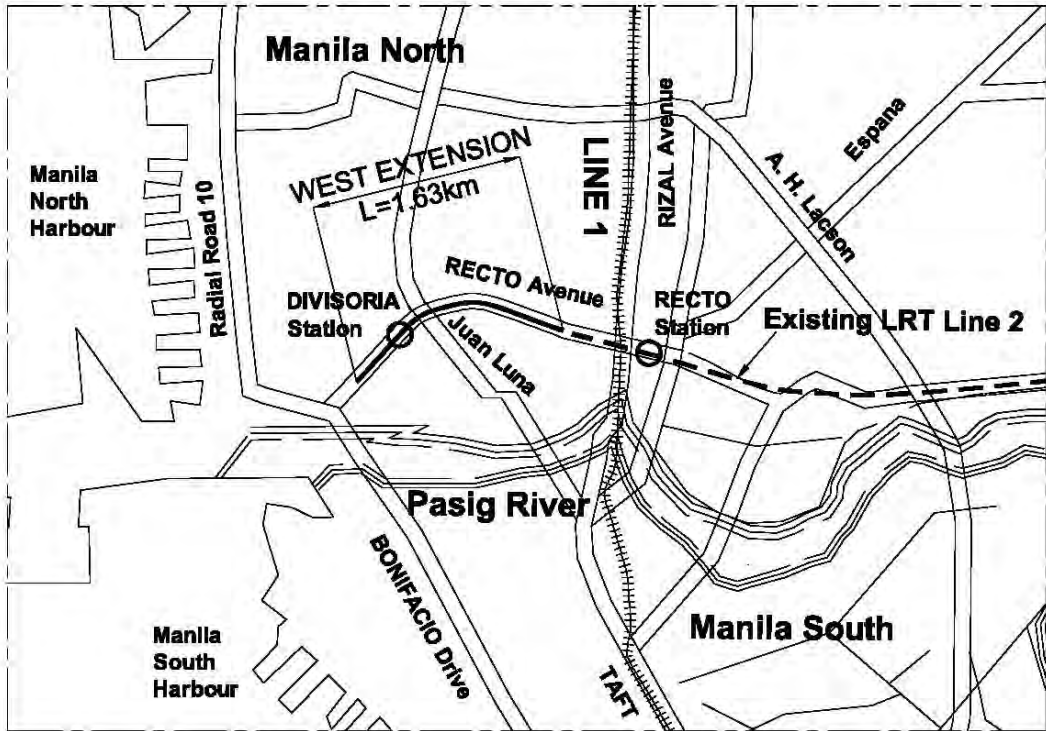 Manila North
WEST EXTENSION
L=1.63km
LINE 1
RIZAL Avenue
Espana
A. H. Lacson
Manila
North
Harbour
Radial Road 10
DIVISORIA
Station
RECTO Avenue
Juan Luna
RECTO
Station
Existing LRT Line 2
Pasig River
BONIFACIO Drive
Manila
South
Harbour
TAFT
Manila South